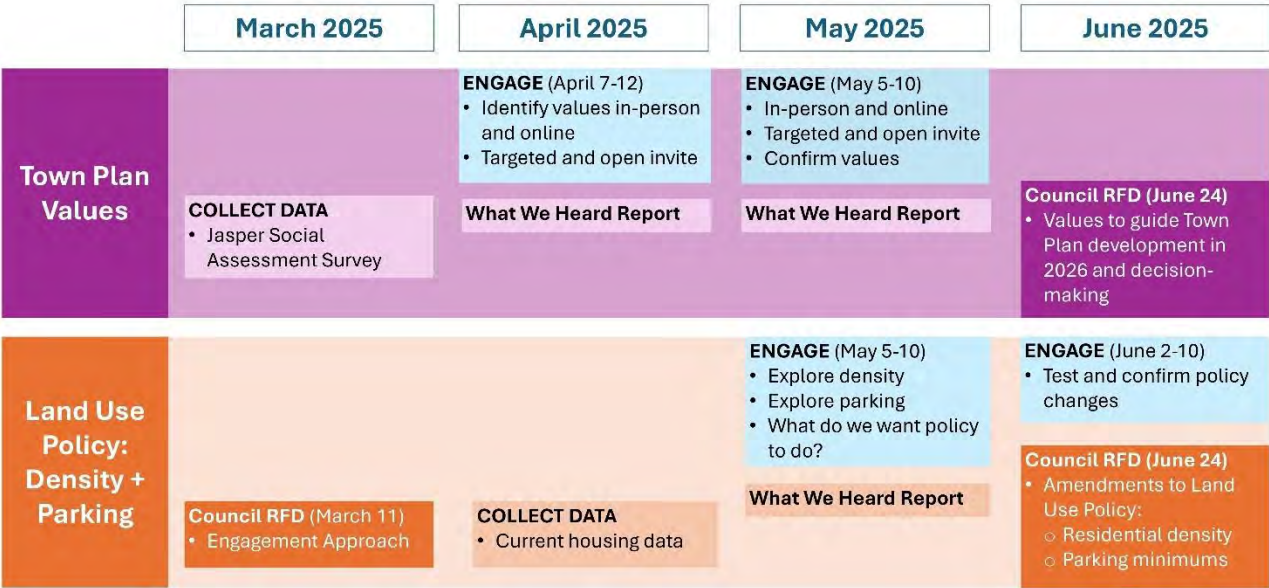 March 2025
April 2025
May 2025
June 2025
Town Plan
Values
COLLECT DATA
• Jasper Social
Assessment Survey
ENGAGE (April 7-12)
• Identify values in-person
and online
• Targeted and open invite
What We Heard Report
ENGAGE (May 5-10)
• In-person and online
• Targeted and open invite
• Confirm values
What We Heard Report
Council RFD (June 24)
• Values to guide Town
Plan development in
2026 and decision-
making
Land Use
Policy:
Density +
Parking
Council RFD (March 11)
• Engagement Approach
COLLECT DATA
• Current housing data
ENGAGE (May 5-10)
• Explore density
• Explore parking
• What do we want policy
to do?
What We Heard Report
ENGAGE (June 2-10)
• Test and confirm policy
changes
Council RFD (June 24)
• Amendments to Land
Use Policy:
○ Residential density
○ Parking minimums